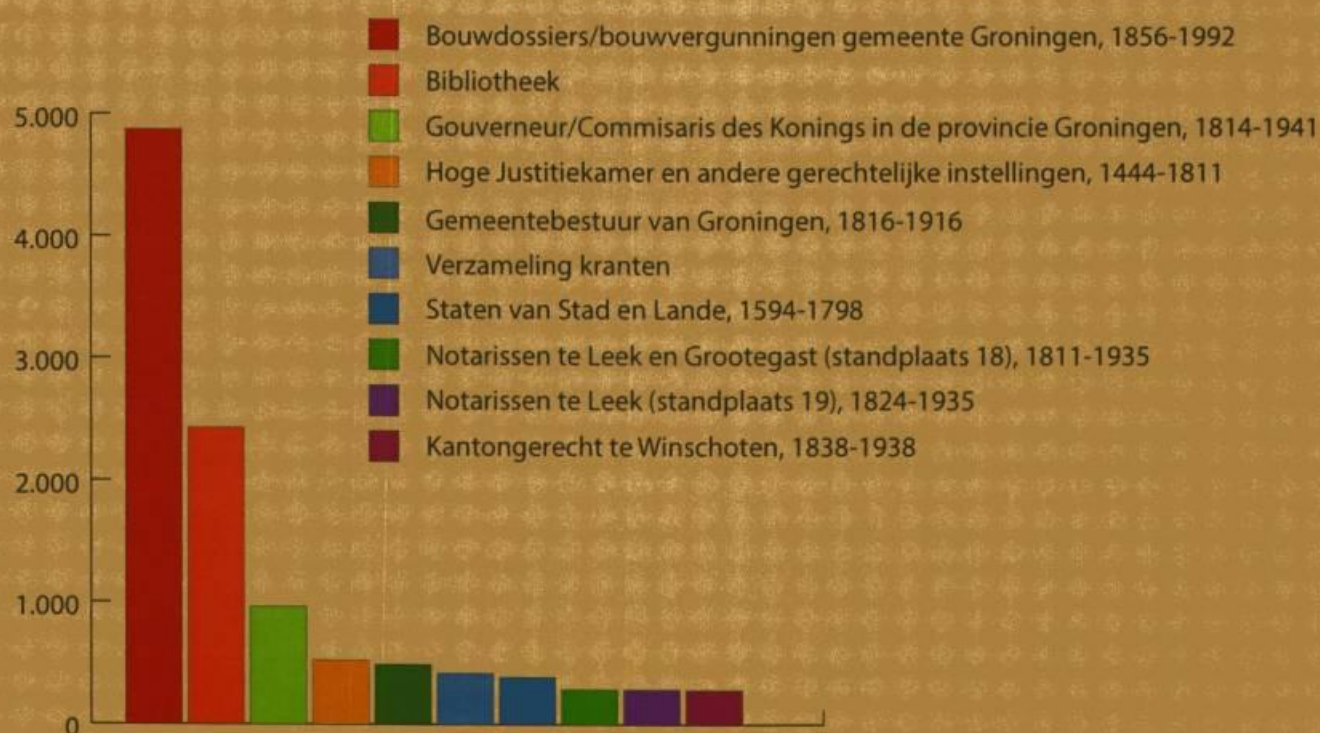 Bouwdossiers/bouwvergunningen gemeente Groningen, 1856-1992
Bibliotheek
Gouverneur/Commisaris des Konings in de provincie Groningen, 1814-1941
Hoge Justitiekamer en andere gerechtelijke instellingen, 1444-1811
Gemeentebestuur van Groningen, 1816-1916
Verzameling kranten
Staten van Stad en Lande, 1594-1798
Notarissen te Leek en Grootegast (standplaats 18), 1811-1935
Notarissen te Leek (standplaats 19), 1824-1935
Kantongerecht te Winschoten, 1838-1938
5.000
4.000
3.000
2.000
1.000
0